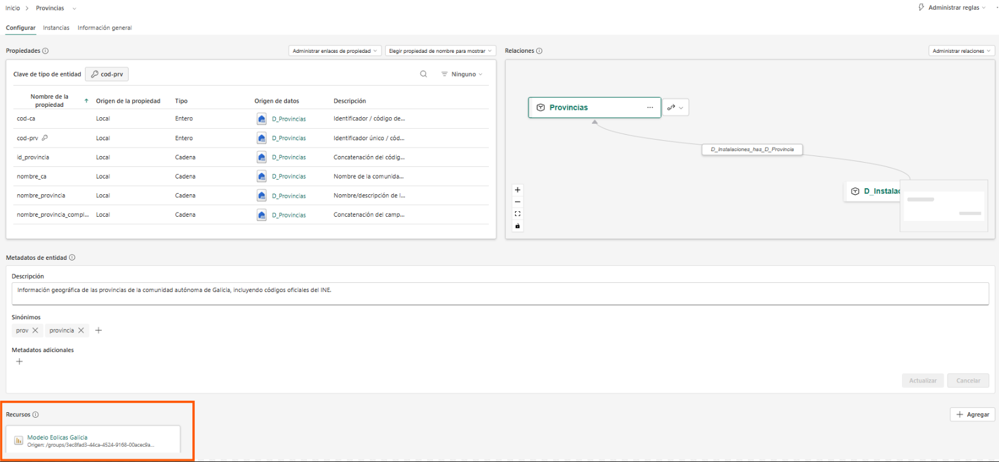 Inicio > Provincias
Administrar reglas
Configurar Instancias Información general
Propiedades
Administrar enlaces de propiedad
Elegir propiedad de nombre para mostrar
Relaciones
Administrar relaciones
Clave de tipo de entidad cod-prv
Ninguno
Nombre de la
propiedad
Origen de la propiedad Tipo Origen de datos Descripción
cod-ca Local Entero D_Provincias Identificador / código de...
cod-prv Local Entero D_Provincias Identificador único / cód...
id_provincia Local Cadena D_Provincias Concatenación del códig...
nombre_ca Local Cadena D_Provincias Nombre de la comunida...
nombre_provincia Local Cadena D_Provincias Nombre/descripción de l...
nombre_provincia_compl... Local Cadena D_Provincias Concatenación del camp...
Provincias ...
D_Instalaciones_has_D_Provincia
D_Instalac
Metadatos de entidad
Descripción
Información geográfica de las provincias de la comunidad autónoma de Galicia, incluyendo códigos oficiales del INE.
Sinónimos
prov provincia
Metadatos adicionales
Actualizar Cancelar
Recursos
Agregar
Modelo Eolicas Galicia
Origen: /groups/3ec8fad3-44ca-4524-9168-00acec9a...